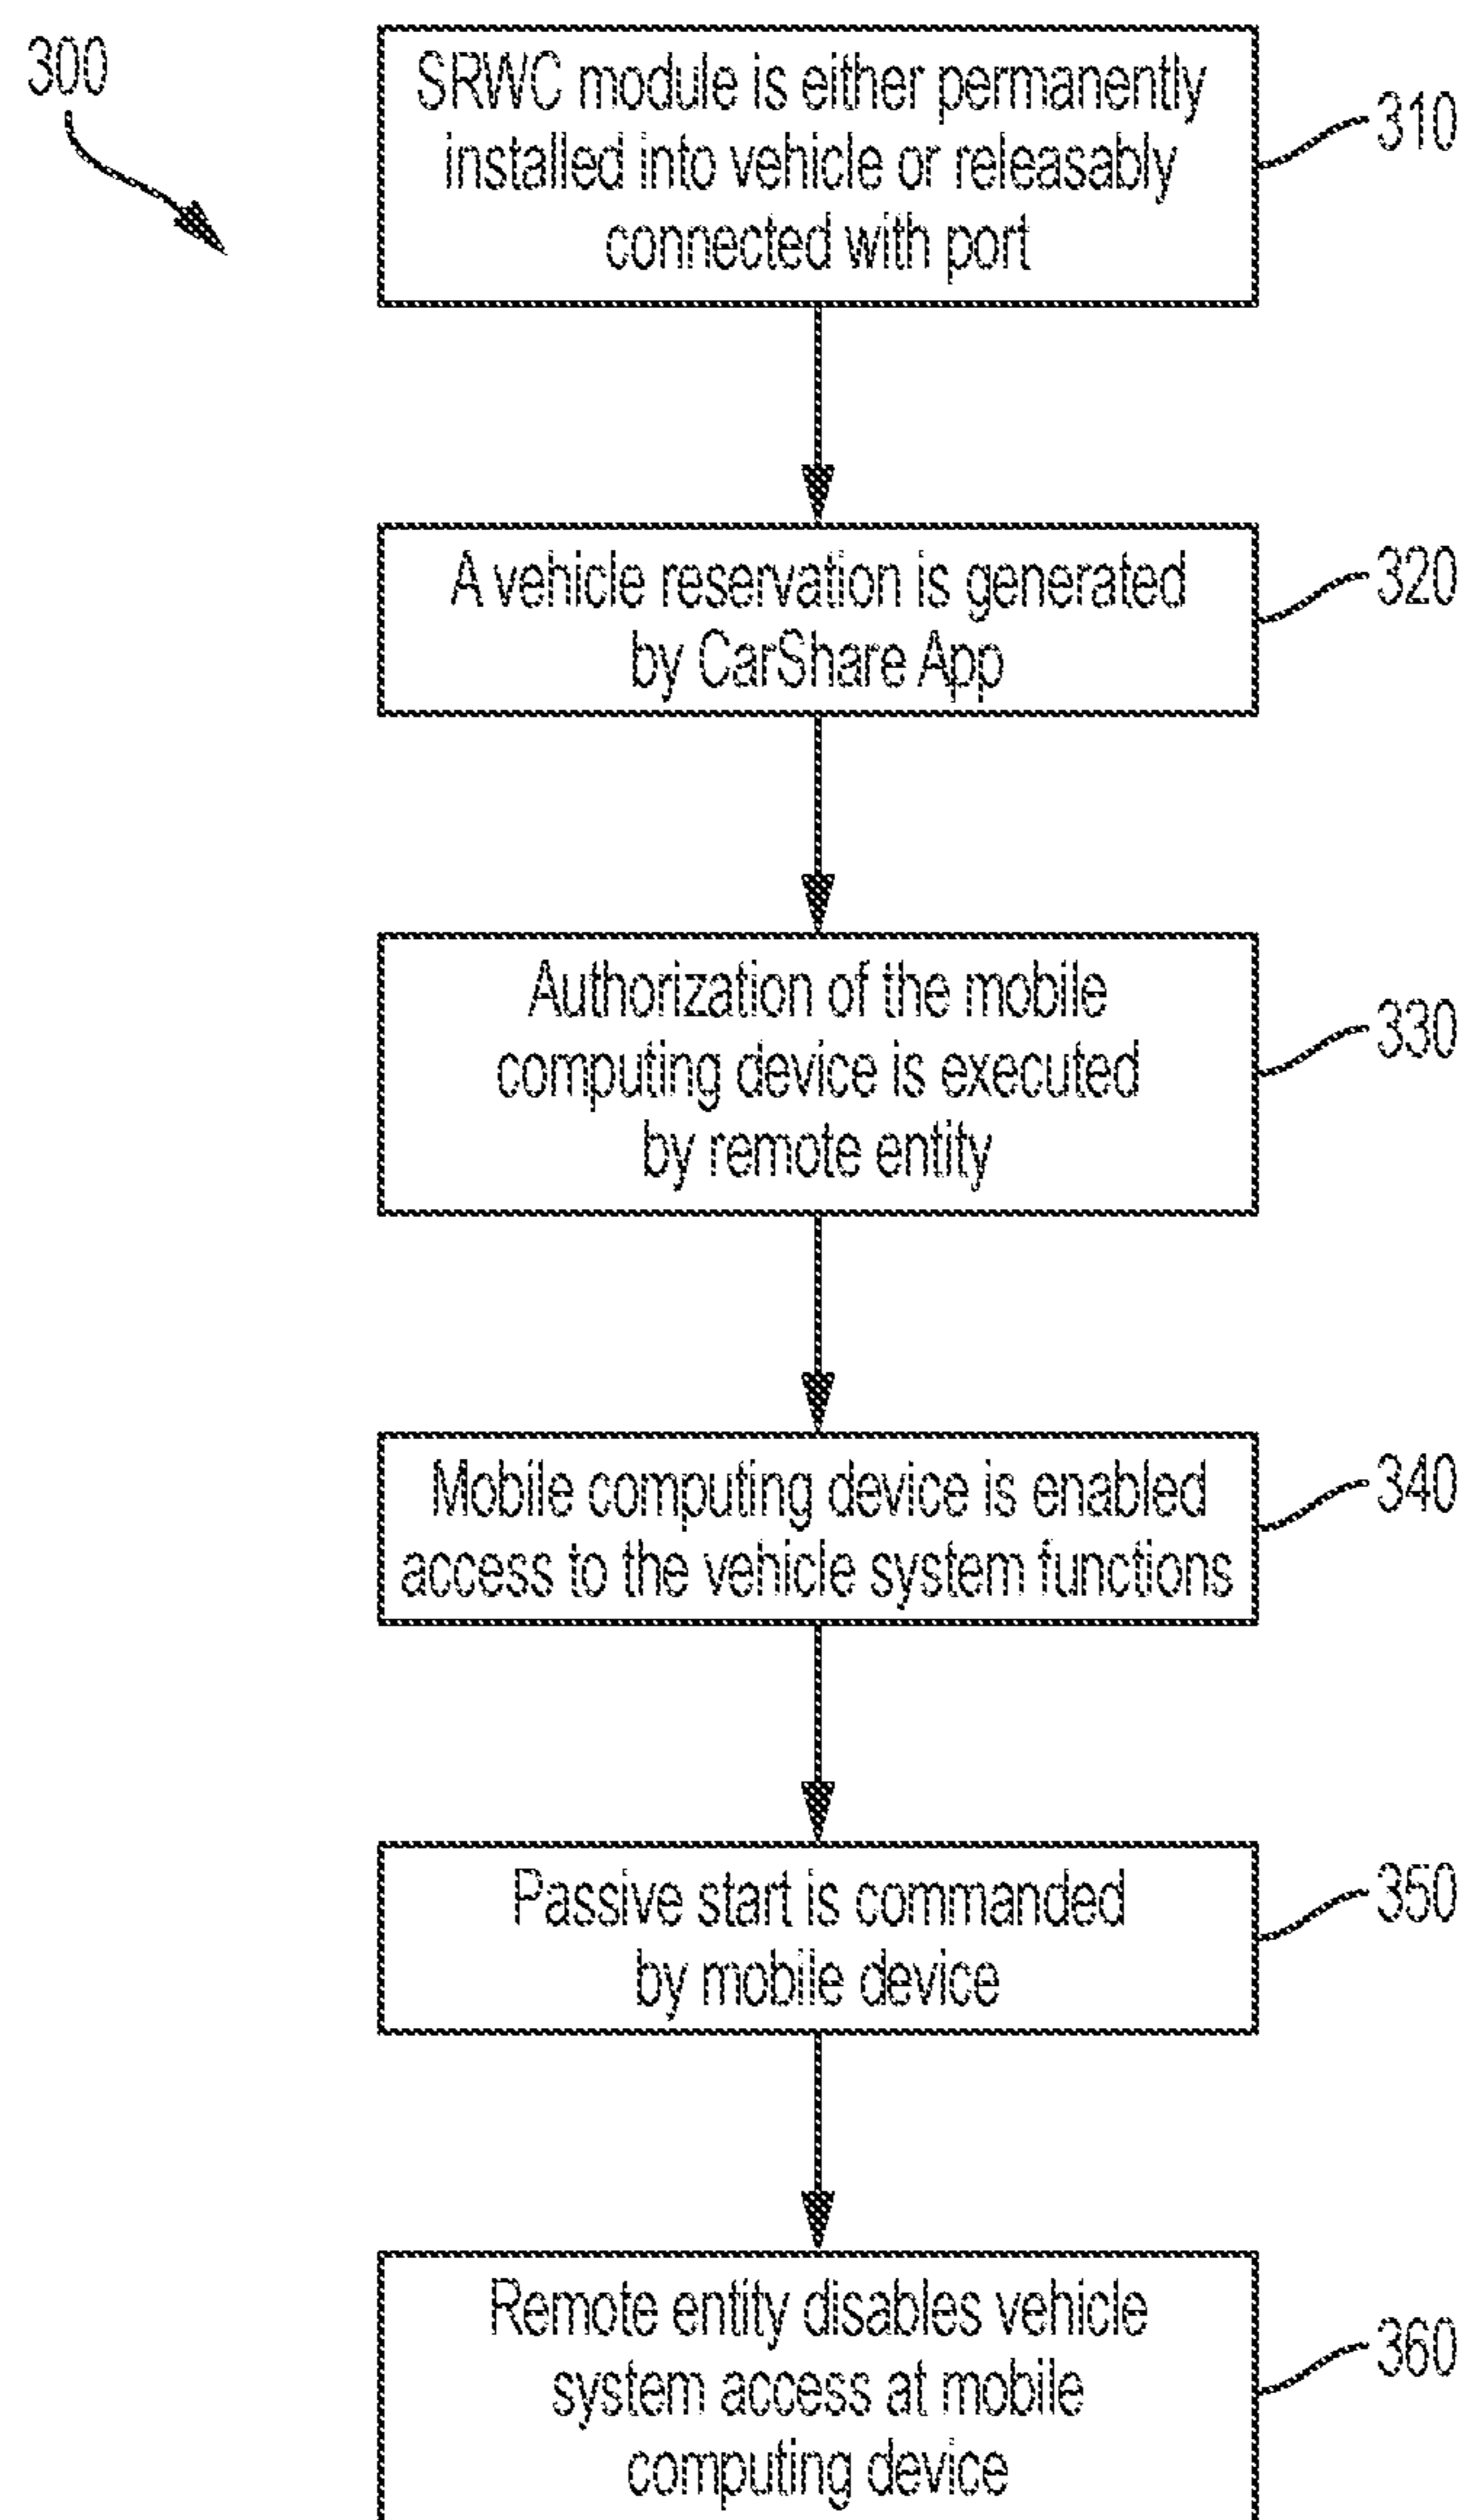 300
SRWC module is either permanently
installed into vehicle or releasably
connected with port
310
A vehicle reservation is generated
by CarShare App
320
Authorization of the mobile
computing device is executed
by remote entity
330
Mobile computing device is enabled
access to the vehicle system functions
340
Passive start is commanded
by mobile device
350
Remote entity disables vehicle
system access at mobile
computing device
360